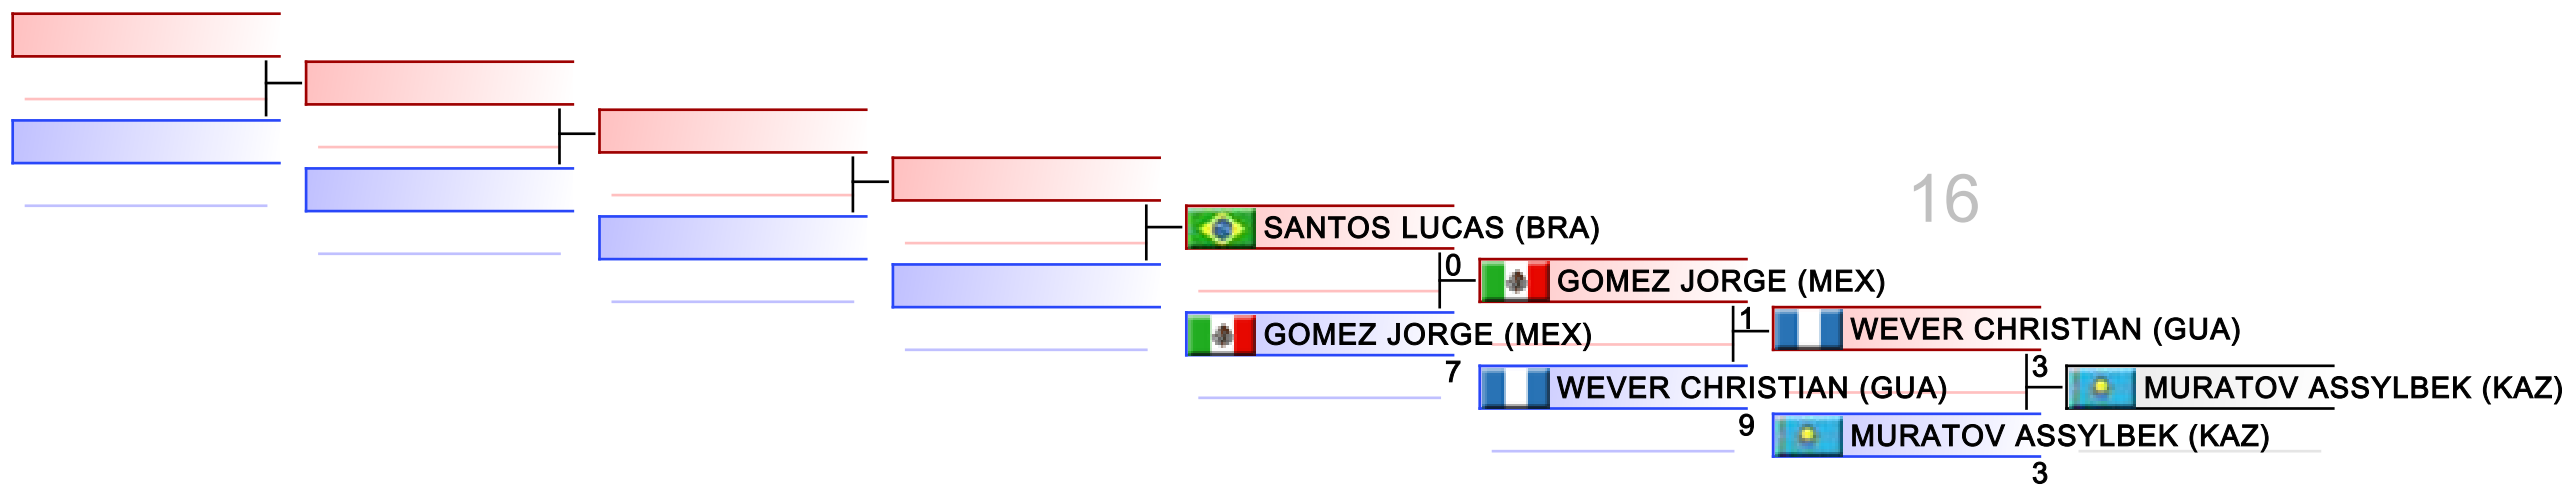 16
SANTOS LUCAS (BRA)
0
GOMEZ JORGE (MEX)
GOMEZ JORGE (MEX)
7
1
WEVER CHRISTIAN (GUA)
WEVER CHRISTIAN (GUA)
9
3
MURATOV ASSYLBEK (KAZ)
MURATOV ASSYLBEK (KAZ)
3